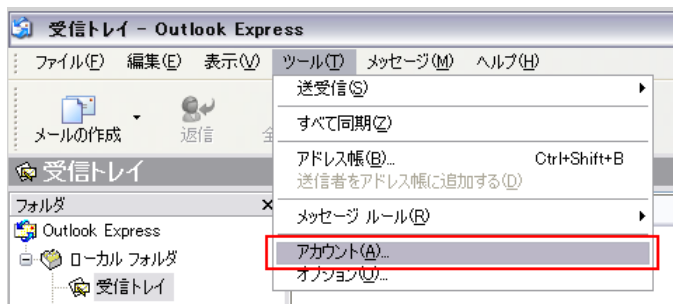 受信トレイ - Outlook Express
ファイル(F) 編集(E) 表示(V) ツール(T) メッセージ(M) ヘルプ(H)
送受信(S)
すべて同期(Z)
アドレス帳(B)... Ctrl+Shift+B
送信者をアドレス帳に追加する(D)
メッセージ ルール(R)
アカウント(A)...
オプション(O)...
メールの作成 返信 全
受信トレイ
フォルダ
Outlook Express
ローカル フォルダ
受信トレイ